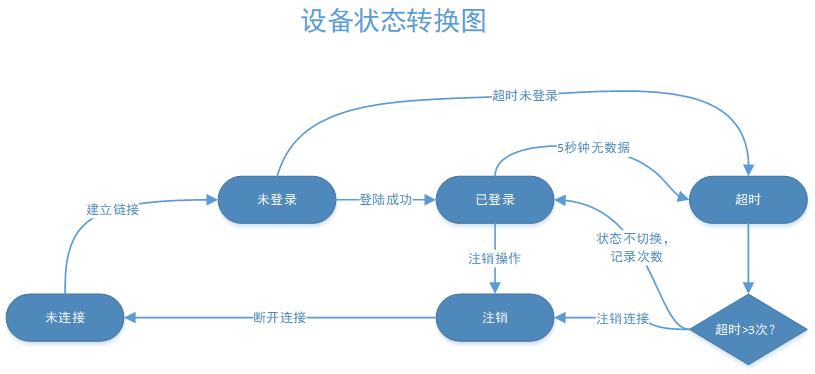 设备状态转换图
超时未登录
5秒钟无数据
建立链接
未登录
登陆成功
已登录
超时
状态不切换，
记录次数
注销操作
未连接
断开连接
注销
注销连接
超时>3次?